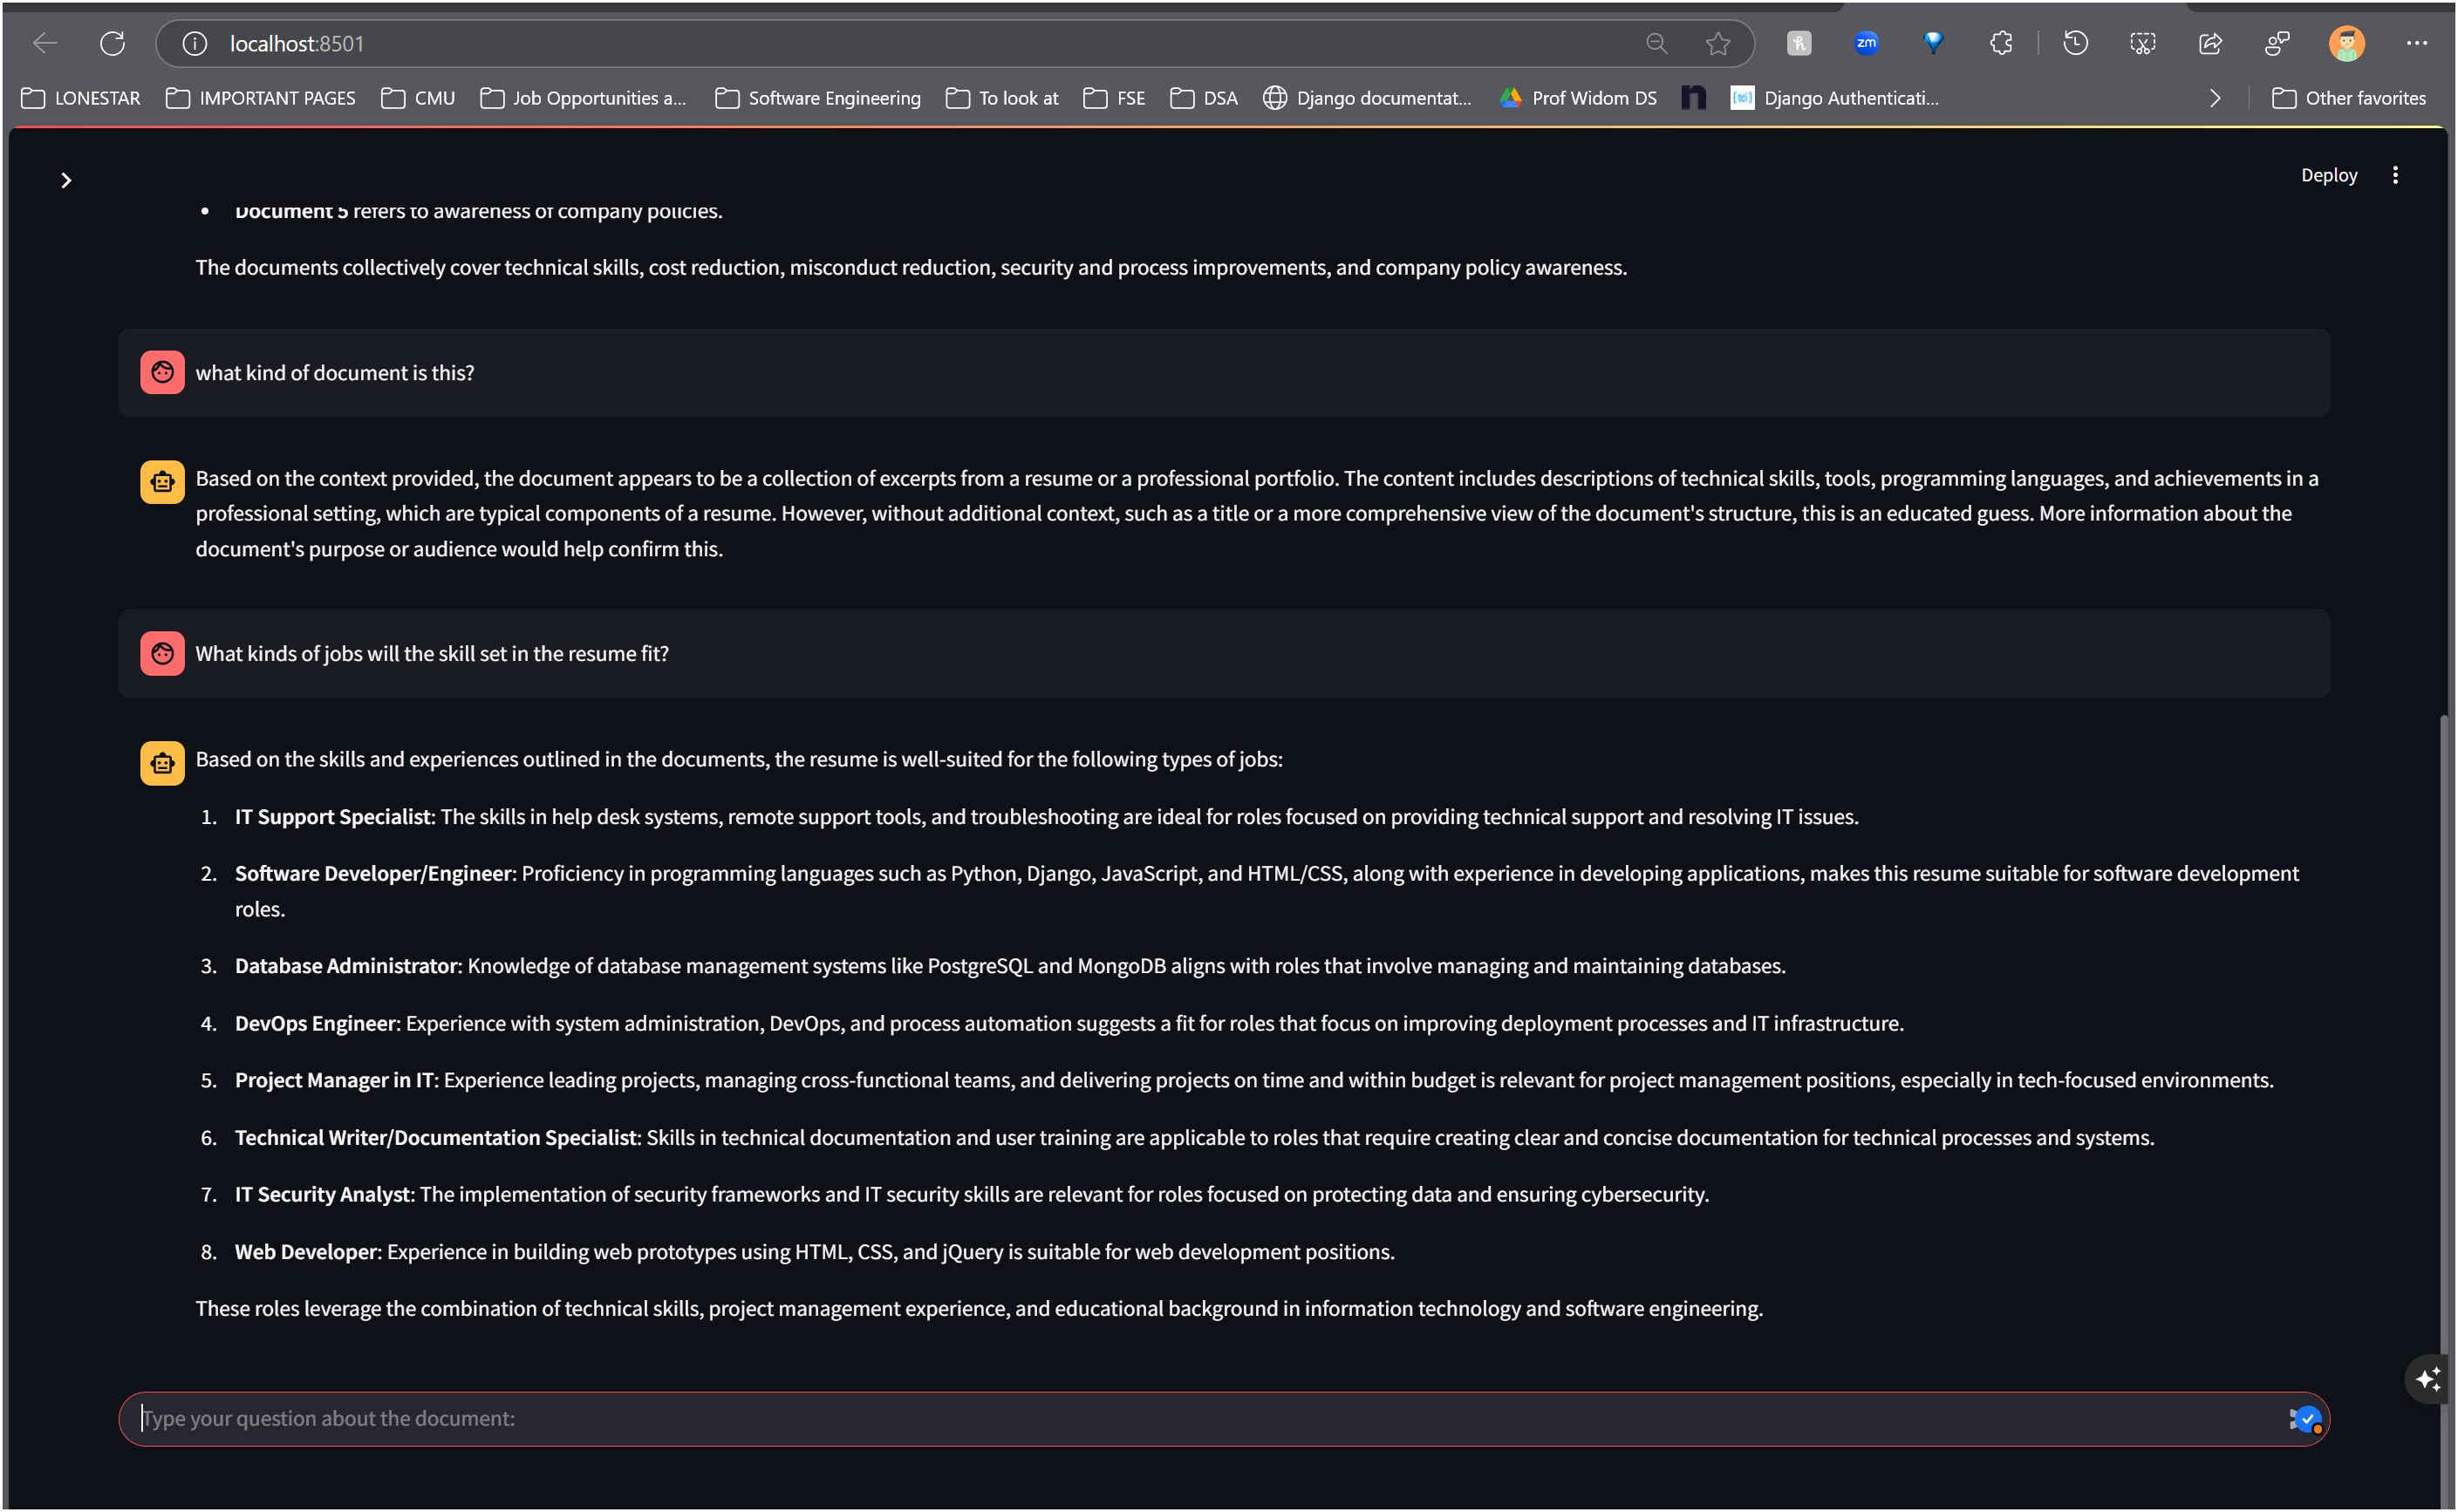 localhost:8501
LONESTAR IMPORTANT PAGES CMU Job Opportunities a... Software Engineering To look at FSE DSA Django documentat... Prof Widom DS Django Authenticati... Other favorites
Deploy
Document 5 refers to awareness of company policies.
The documents collectively cover technical skills, cost reduction, misconduct reduction, security and process improvements, and company policy awareness.
what kind of document is this?
Based on the context provided, the document appears to be a collection of excerpts from a resume or a professional portfolio. The content includes descriptions of technical skills, tools, programming languages, and achievements in a
professional setting, which are typical components of a resume. However, without additional context, such as a title or a more comprehensive view of the document's structure, this is an educated guess. More information about the
document's purpose or audience would help confirm this.
What kinds of jobs will the skill set in the resume fit?
Based on the skills and experiences outlined in the documents, the resume is well-suited for the following types of jobs:
1. IT Support Specialist: The skills in help desk systems, remote support tools, and troubleshooting are ideal for roles focused on providing technical support and resolving IT issues.
2. Software Developer/Engineer: Proficiency in programming languages such as Python, Django, JavaScript, and HTML/CSS, along with experience in developing applications, makes this resume suitable for software development
roles.
3. Database Administrator: Knowledge of database management systems like PostgreSQL and MongoDB aligns with roles that involve managing and maintaining databases.
4. DevOps Engineer: Experience with system administration, DevOps, and process automation suggests a fit for roles that focus on improving deployment processes and IT infrastructure.
5. Project Manager in IT: Experience leading projects, managing cross-functional teams, and delivering projects on time and within budget is relevant for project management positions, especially in tech-focused environments.
6. Technical Writer/Documentation Specialist: Skills in technical documentation and user training are applicable to roles that require creating clear and concise documentation for technical processes and systems.
7. IT Security Analyst: The implementation of security frameworks and IT security skills are relevant for roles focused on protecting data and ensuring cybersecurity.
8. Web Developer: Experience in building web prototypes using HTML, CSS, and jQuery is suitable for web development positions.
These roles leverage the combination of technical skills, project management experience, and educational background in information technology and software engineering.
Type your question about the document: